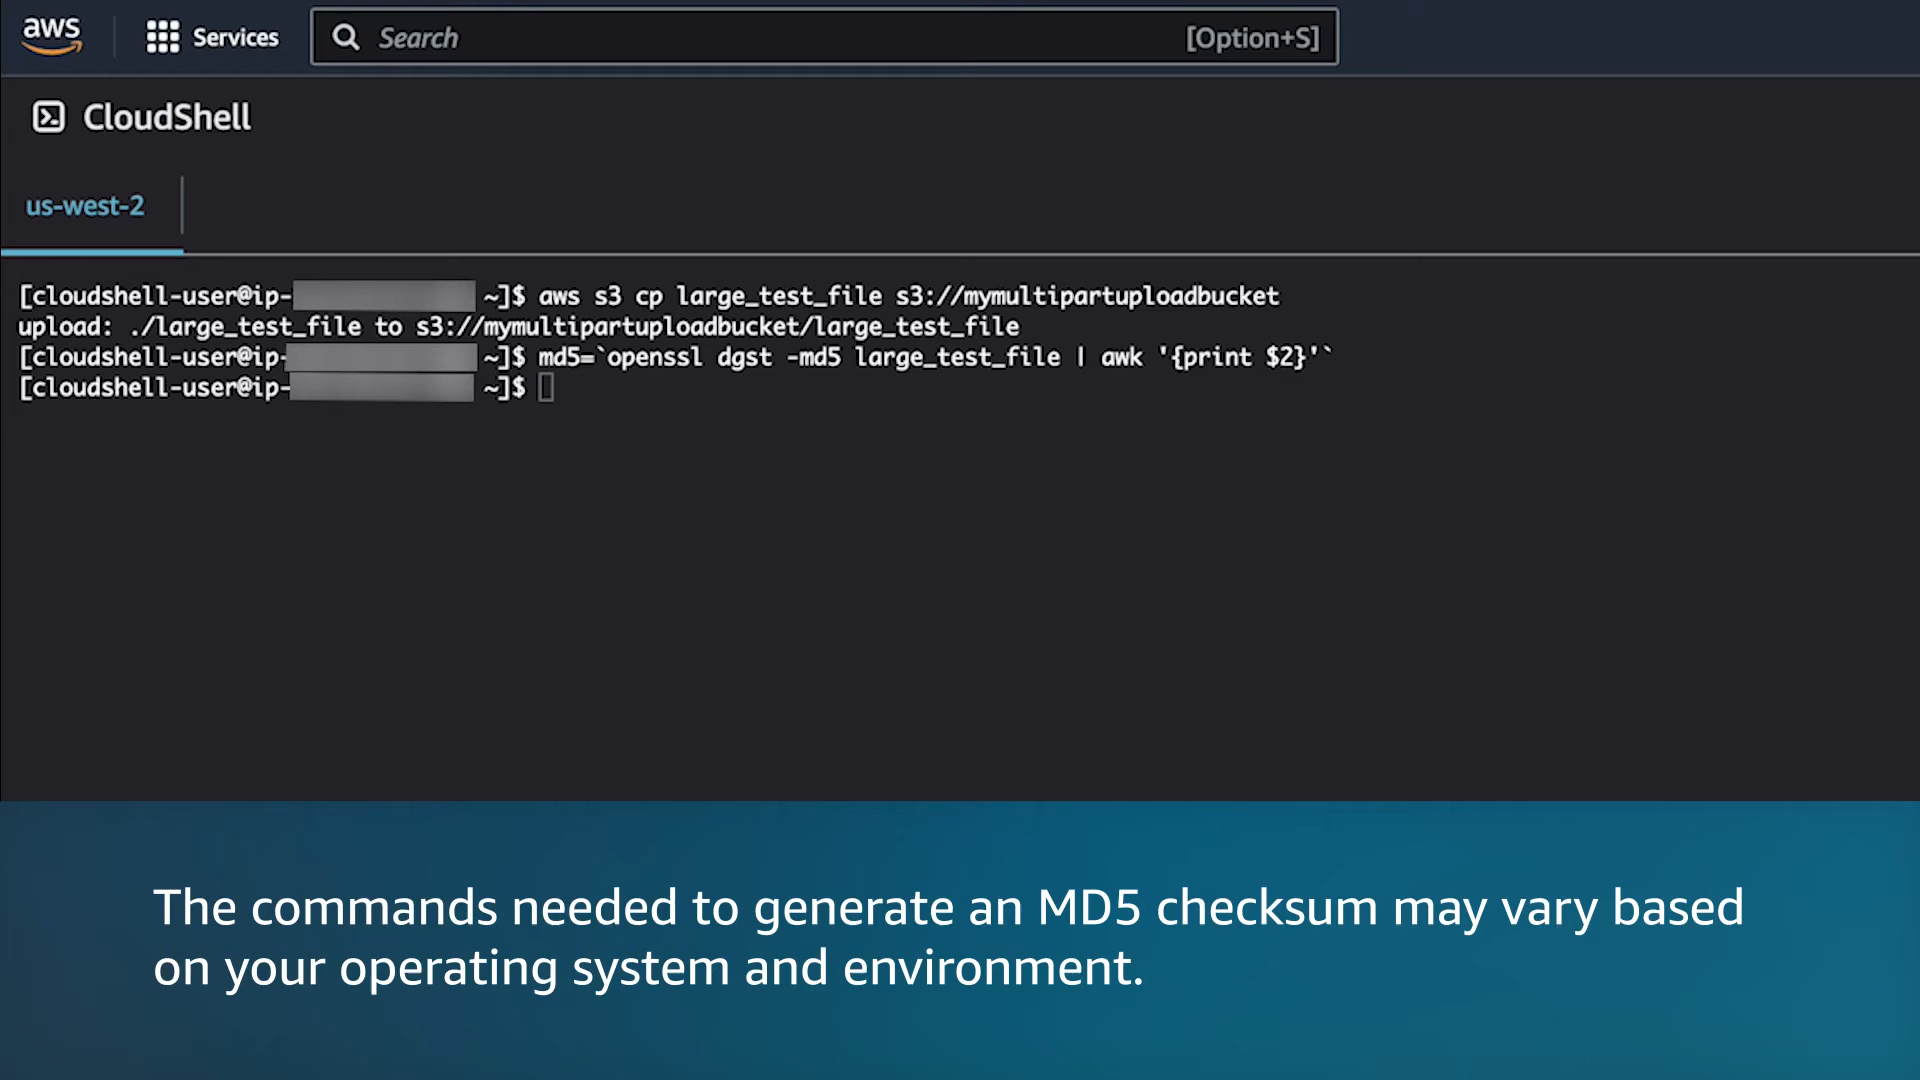 aws Services Search [Option+S]
CloudShell
us-west-2
[cloudshell-user@ip- ~]$ aws s3 cp large_test_file s3://mymultipartuploadbucket
upload: ./large_test_file to s3://mymultipartuploadbucket/large_test_file
[cloudshell-user@ip- ~]$ md5=`openssl dgst -md5 large_test_file | awk '{print $2}'`
[cloudshell-user@ip- ~]$
The commands needed to generate an MD5 checksum may vary based
on your operating system and environment.